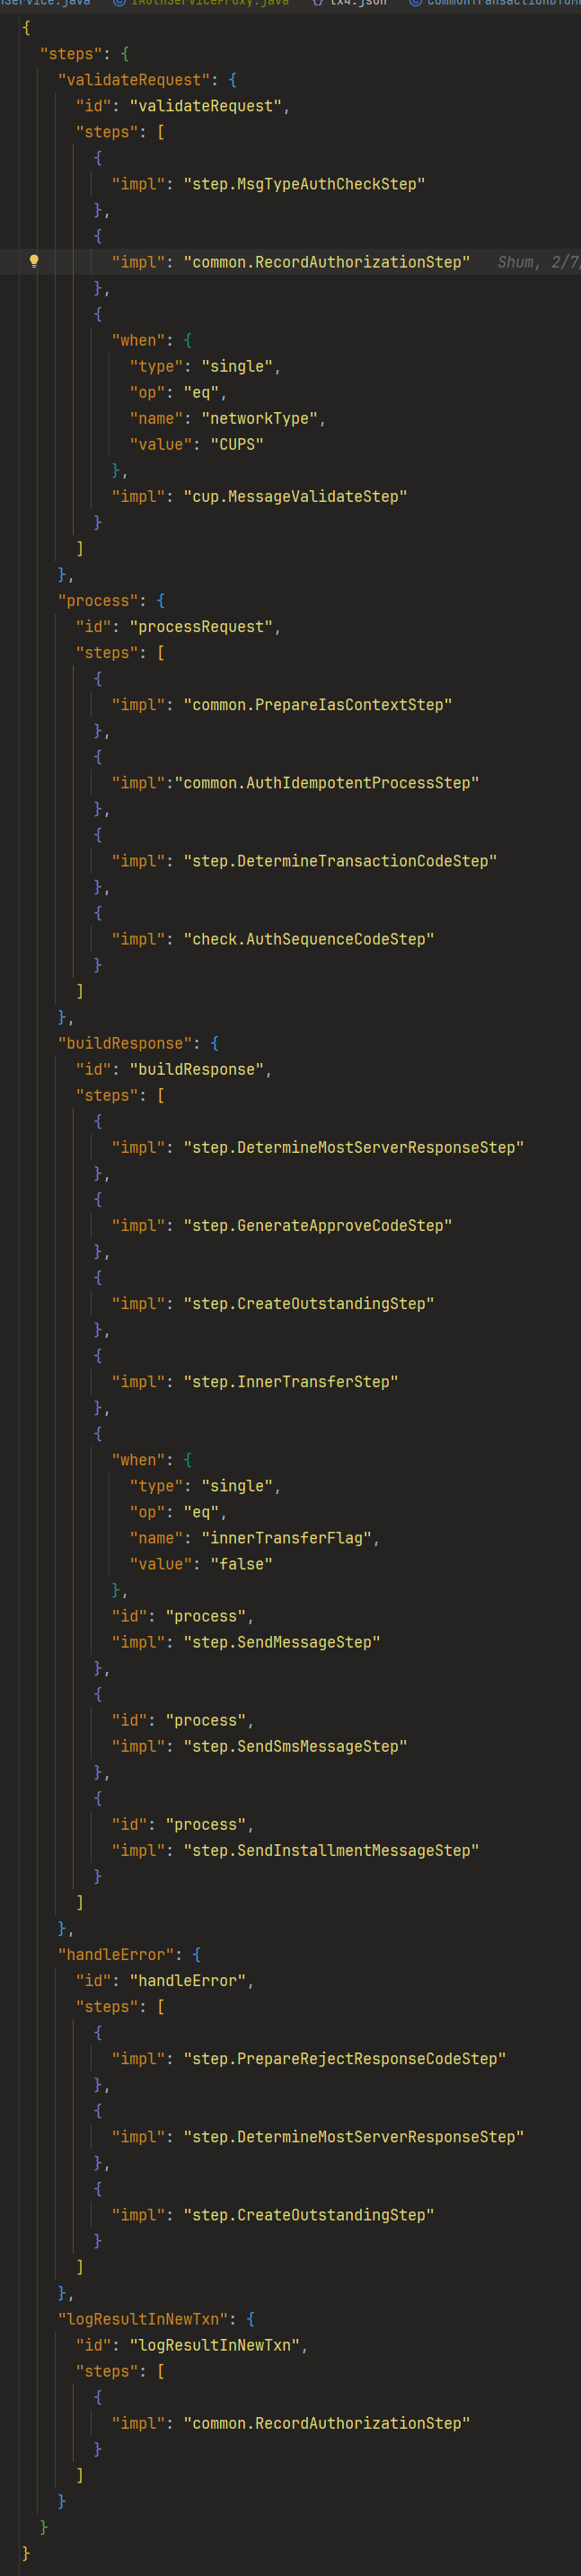 nService.java IAuthServiceProxy.java {} tx4.json
{
"steps": {
"validateRequest": {
"id": "validateRequest",
"steps": [
{
"impl": "step.MsgTypeAuthCheckStep"
},
{
"impl": "common.RecordAuthorizationStep" Shum, 2/7/
},
{
"when": {
"type": "single",
"op": "eq",
"name": "networkType",
"value": "CUPS"
},
"impl": "cup.MessageValidateStep"
}
]
},
"process": {
"id": "processRequest",
"steps": [
{
"impl": "common.PrepareIasContextStep"
},
{
"impl":"common.AuthIdempotentProcessStep"
},
{
"impl": "step.DetermineTransactionCodeStep"
},
{
"impl": "check.AuthSequenceCodeStep"
}
]
},
"buildResponse": {
"id": "buildResponse",
"steps": [
{
"impl": "step.DetermineMostServerResponseStep"
},
{
"impl": "step.GenerateApproveCodeStep"
},
{
"impl": "step.CreateOutstandingStep"
},
{
"impl": "step.InnerTransferStep"
},
{
"when": {
"type": "single",
"op": "eq",
"name": "innerTransferFlag",
"value": "false"
},
"id": "process",
"impl": "step.SendMessageStep"
},
{
"id": "process",
"impl": "step.SendSmsMessageStep"
},
{
"id": "process",
"impl": "step.SendInstallmentMessageStep"
}
]
},
"handleError": {
"id": "handleError",
"steps": [
{
"impl": "step.PrepareRejectResponseCodeStep"
},
{
"impl": "step.DetermineMostServerResponseStep"
},
{
"impl": "step.CreateOutstandingStep"
}
]
},
"logResultInNewTxn": {
"id": "logResultInNewTxn",
"steps": [
{
"impl": "common.RecordAuthorizationStep"
}
]
}
}
}